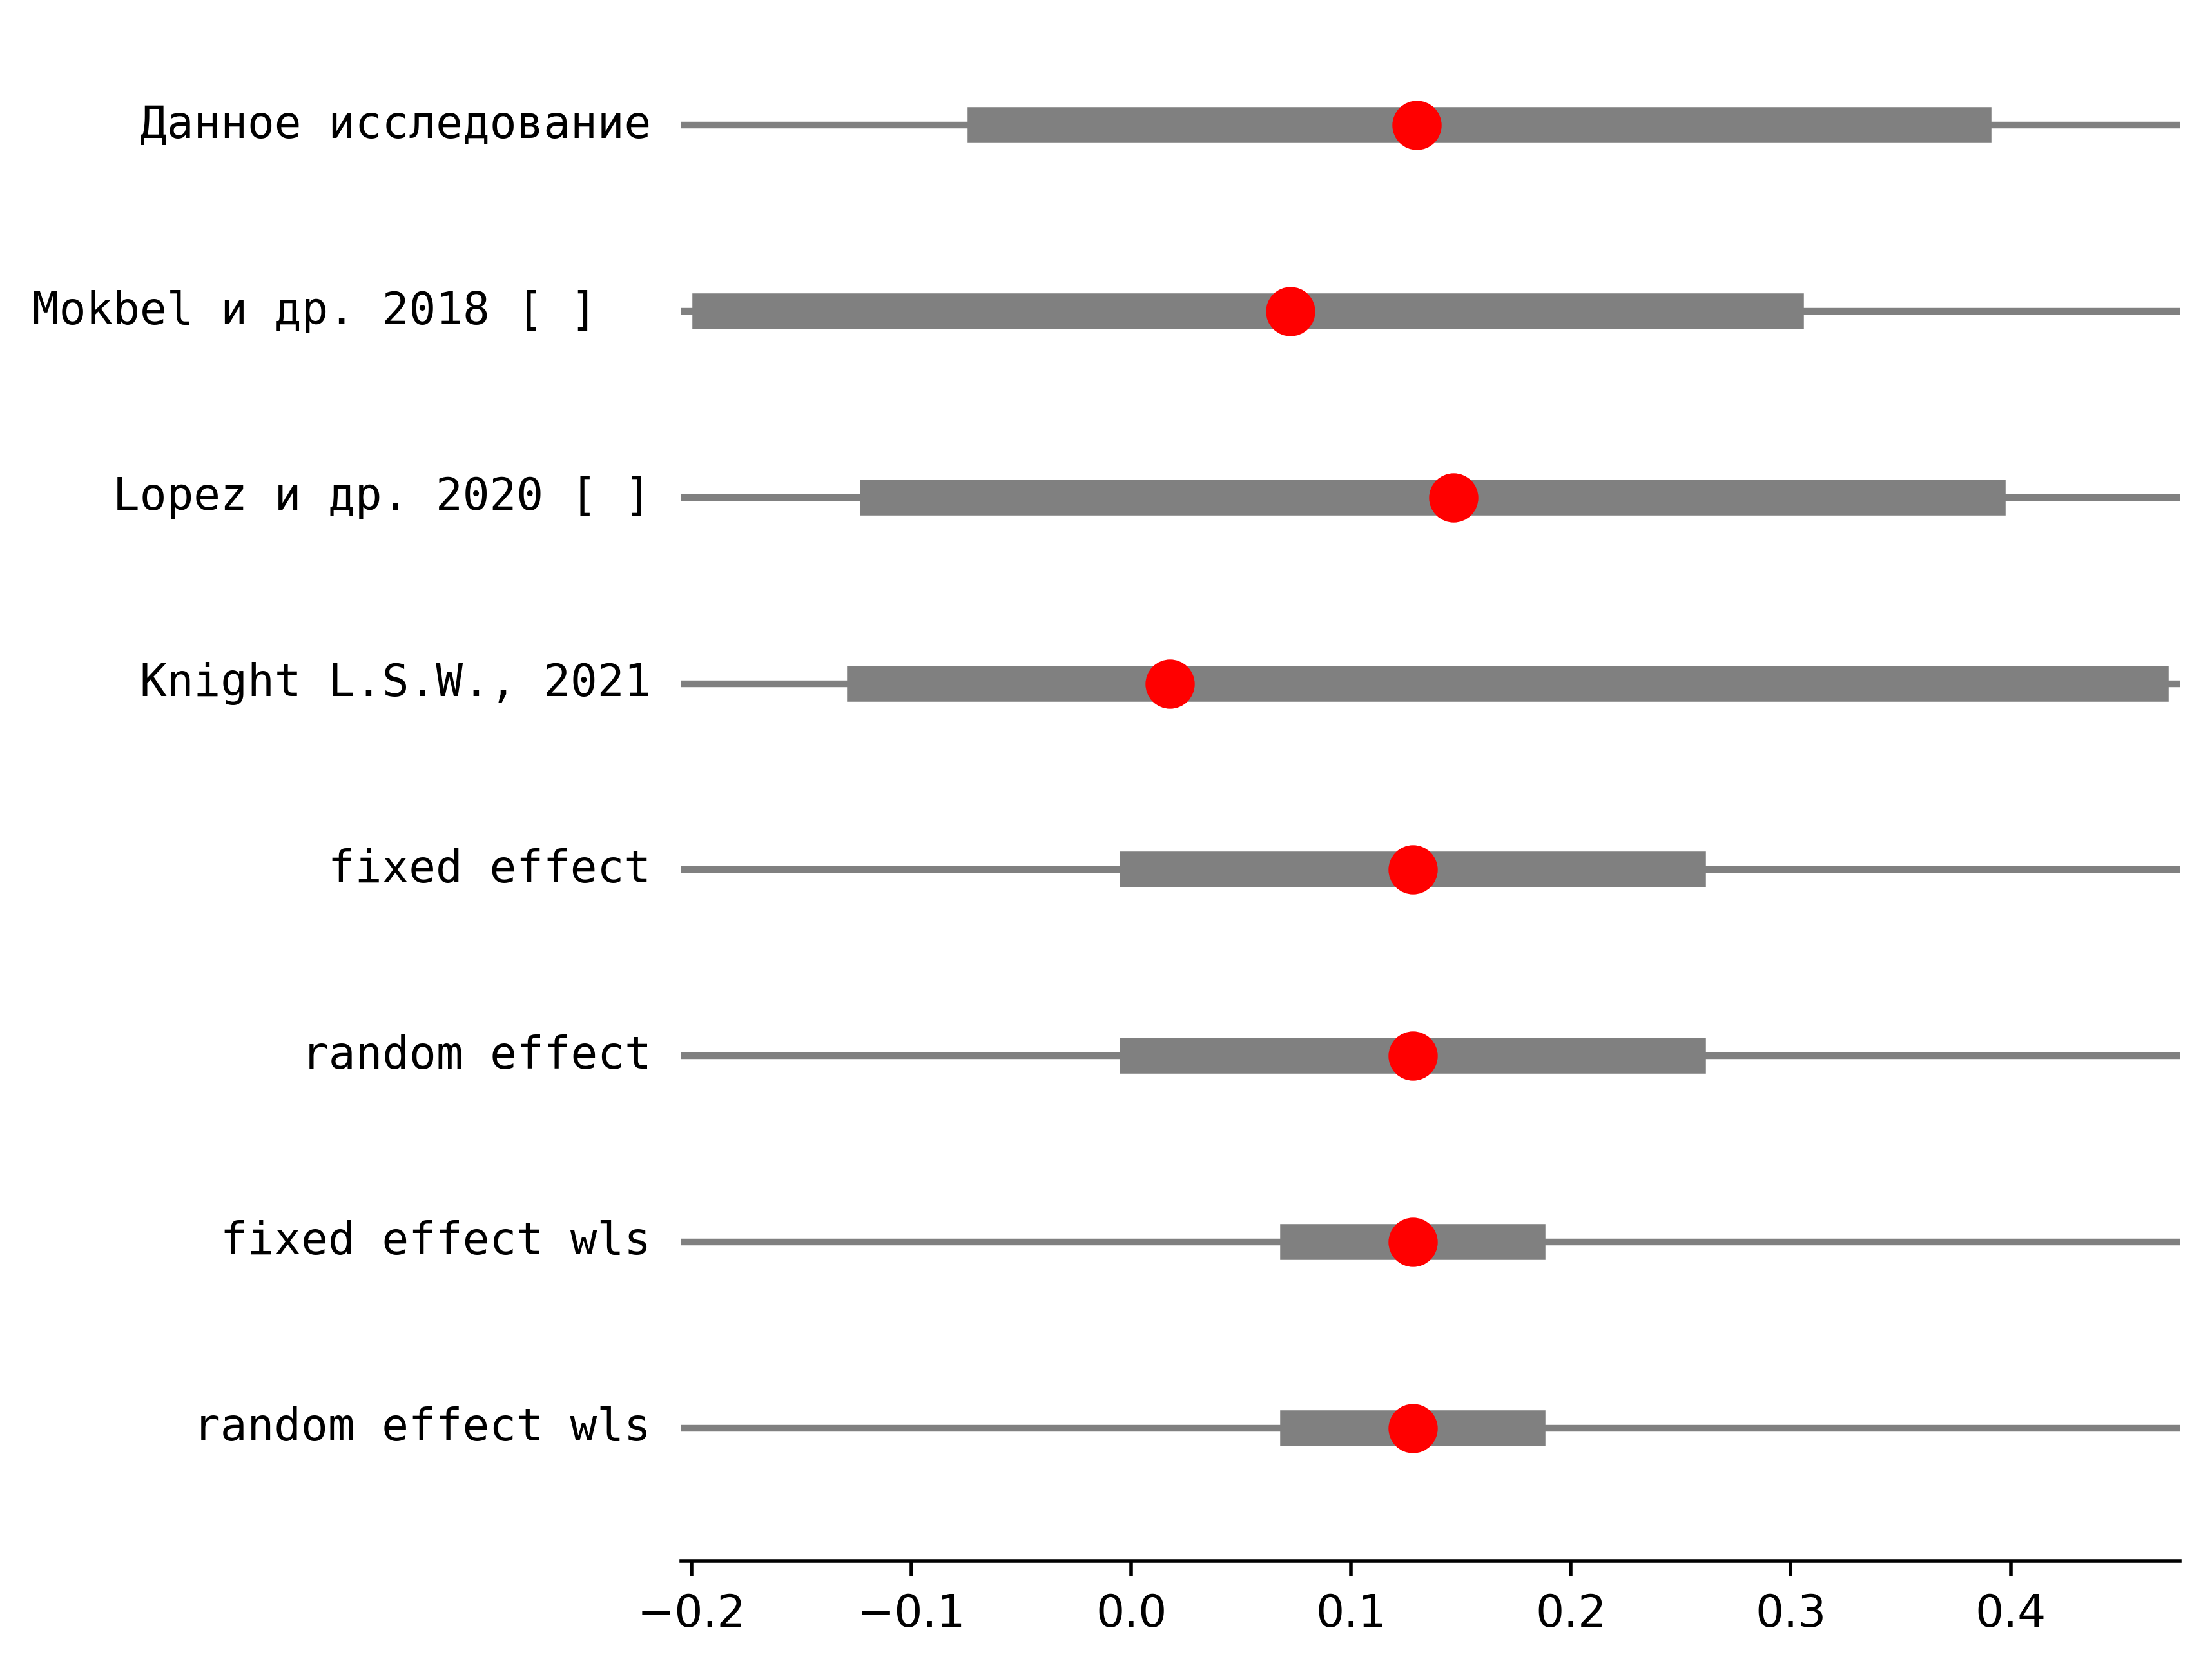 Данное исследование
Mokbel и др. 2018 [ ]
Lopez и др. 2020 [ ]
Knight L.S.W., 2021
fixed effect
random effect
fixed effect wls
random effect wls
−0.2 −0.1 0.0 0.1 0.2 0.3 0.4